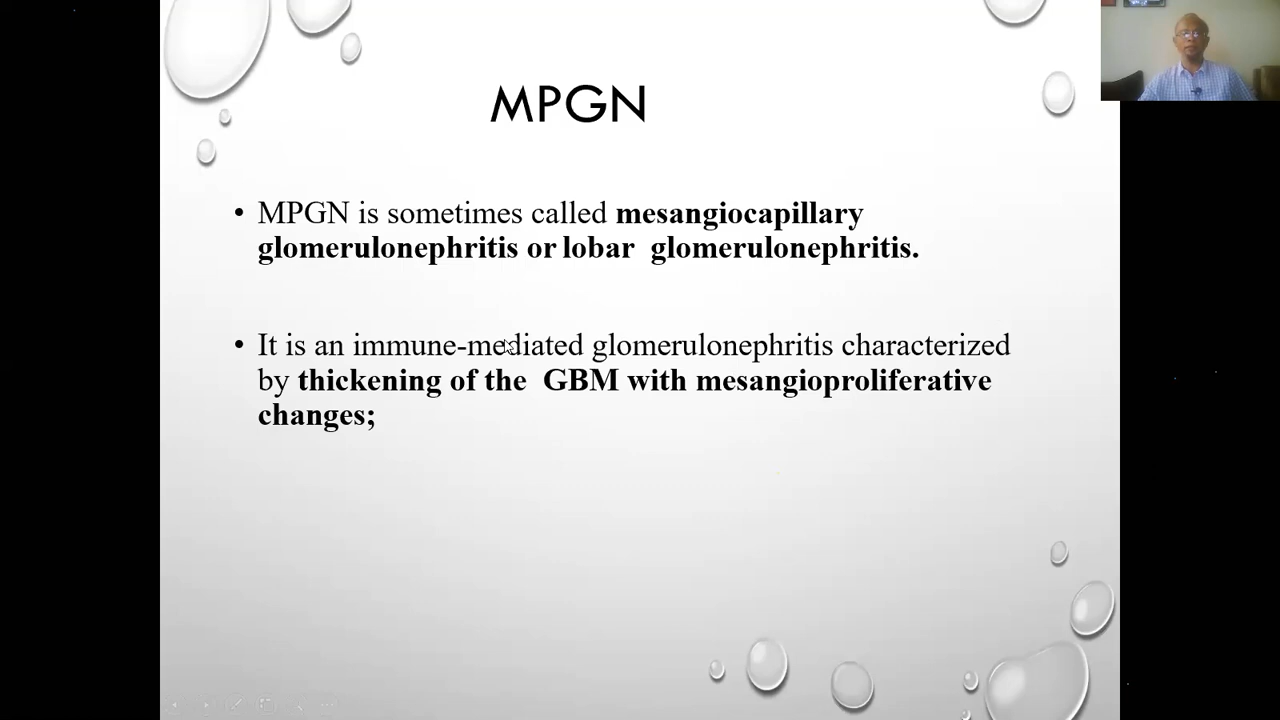 MPGN
• MPGN is sometimes called mesangiocapillary
glomerulonephritis or lobar glomerulonephritis.
• It is an immune-mediated glomerulonephritis characterized
by thickening of the GBM with mesangioproliferative
changes;